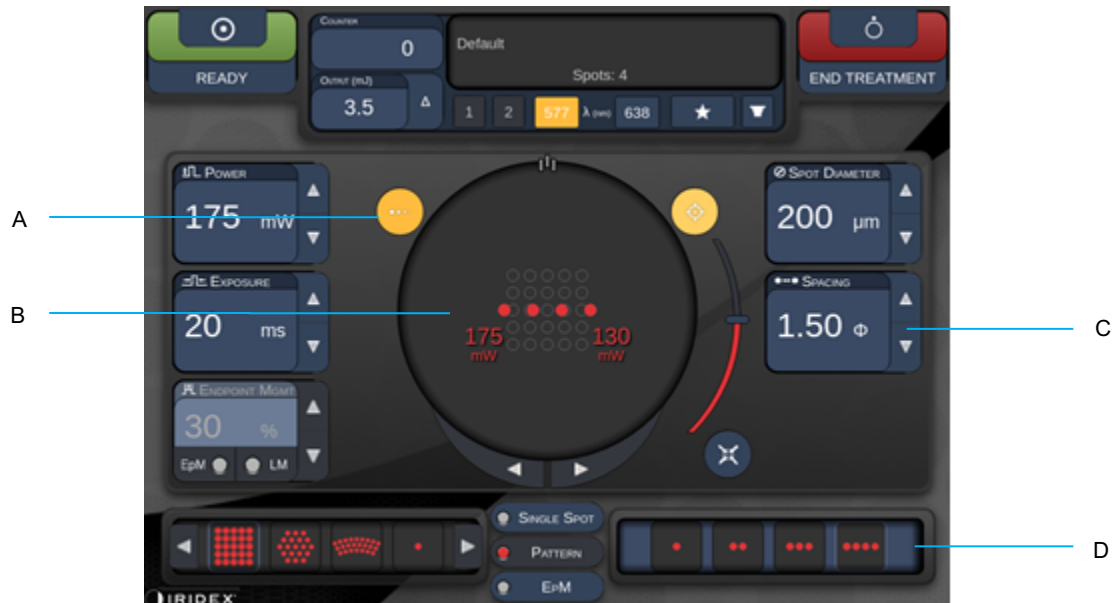 COUNTER
0
OUTPUT (mJ)
3.5
Δ
Default
Spots: 4
1 2 577 λ (nm) 638
READY
END TREATMENT
POWER
175 mW
EXPOSURE
20 ms
ENDPOINT MGMT
30 %
EpM LM
175 mW
130 mW
SPOT DIAMETER
200 µm
SPACING
1.50 Φ
SINGLE SPOT
PATTERN
EPM
IRIDEX
A
B
C
D